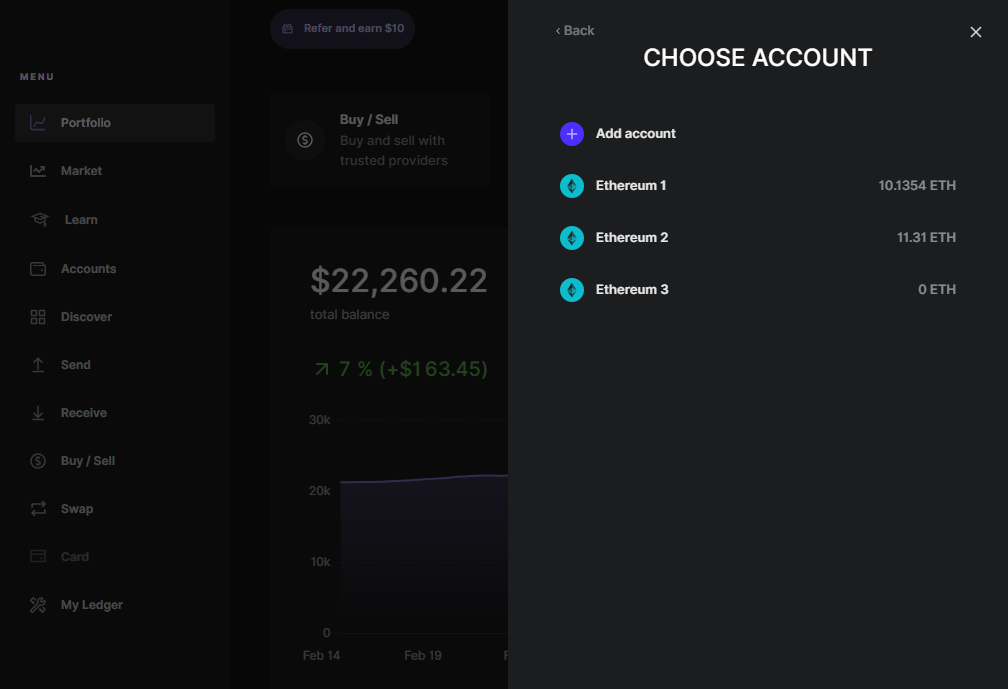 Refer and earn $10
MENU
Portfolio
Market
Learn
Accounts
Discover
Send
Receive
Buy / Sell
Swap
Card
My Ledger
Buy / Sell
Buy and sell with
trusted providers
$22,260.22
total balance
7 % (+$163.45)
30k
20k
10k
0
Feb 14
Feb 19
‹ Back
CHOOSE ACCOUNT
Add account
Ethereum 1
10.1354 ETH
Ethereum 2
11.31 ETH
Ethereum 3
0 ETH